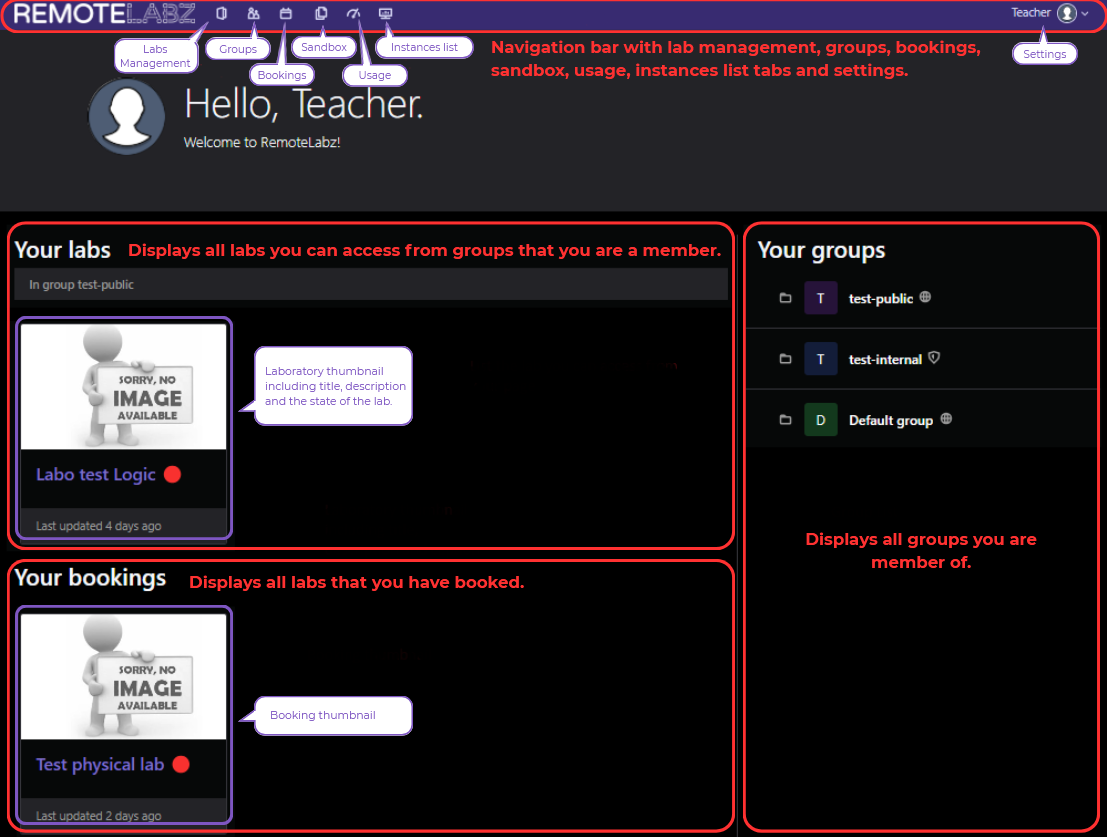 REMOTELABZ
Teacher
Labs
Management
Groups
Bookings
Sandbox
Usage
Instances list
Navigation bar with lab management, groups, bookings,
sandbox, usage, instances list tabs and settings.
Settings
Hello, Teacher.
Welcome to RemoteLabz!
Your labs
Displays all labs you can access from groups that you are a member.
In group test-public
SORRY, NO
IMAGE
AVAILABLE
Laboratory thumbnail
including title, description
and the state of the lab.
Labo test Logic
Last updated 4 days ago
Your bookings
Displays all labs that you have booked.
SORRY, NO
IMAGE
AVAILABLE
Booking thumbnail
Test physical lab
Last updated 2 days ago
Your groups
T test-public
T test-internal
D Default group
Displays all groups you are
member of.